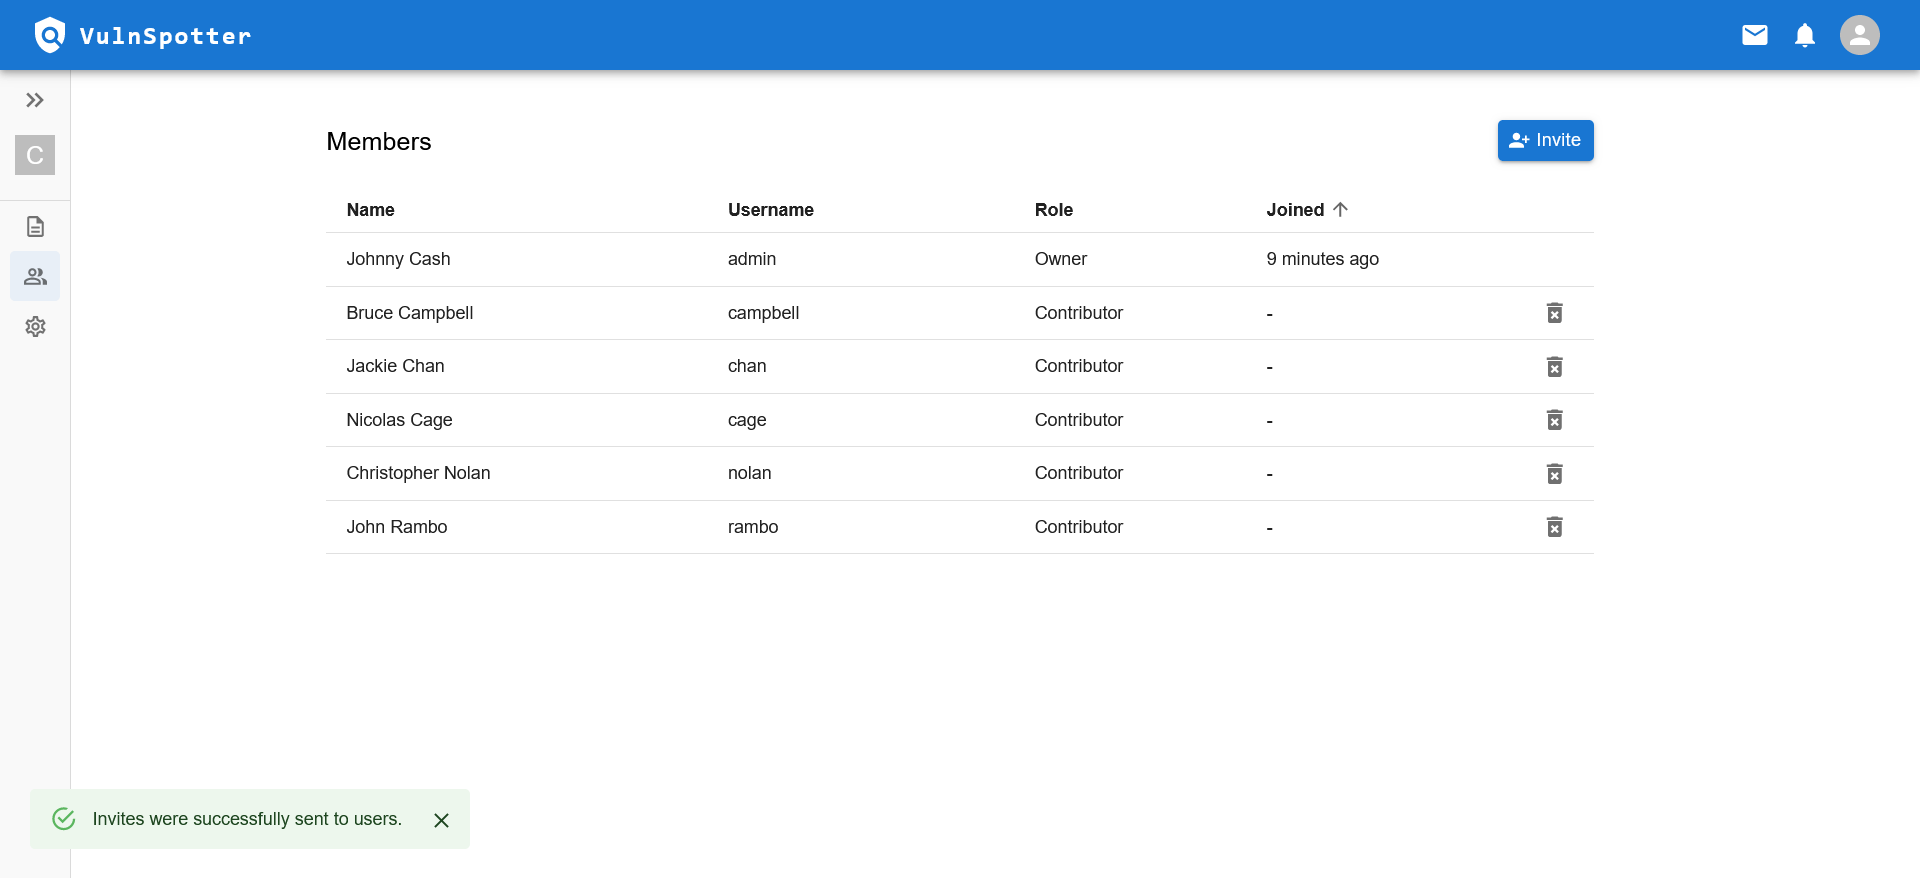 VulnSpotter
C
Members
Invite
Name Username Role Joined
Johnny Cash admin Owner 9 minutes ago
Bruce Campbell campbell Contributor -
Jackie Chan chan Contributor -
Nicolas Cage cage Contributor -
Christopher Nolan nolan Contributor -
John Rambo rambo Contributor -
Invites were successfully sent to users.